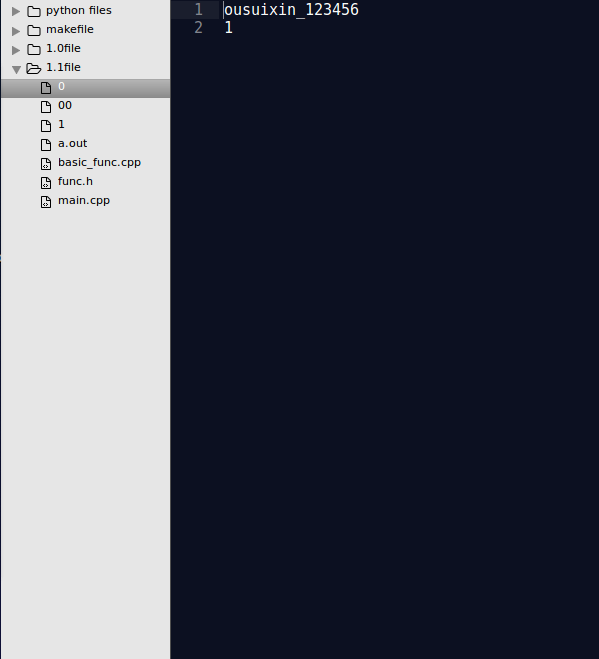 python files
makefile
1.0file
1.1file
0
00
1
a.out
basic_func.cpp
func.h
main.cpp
1 ousuixin_123456
2 1